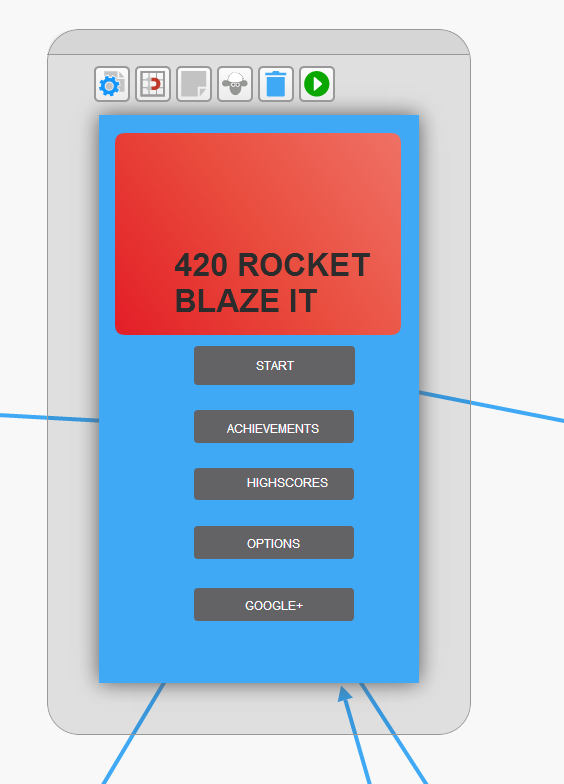 420 ROCKET
BLAZE IT
START
ACHIEVEMENTS
HIGHSCORES
OPTIONS
GOOGLE+